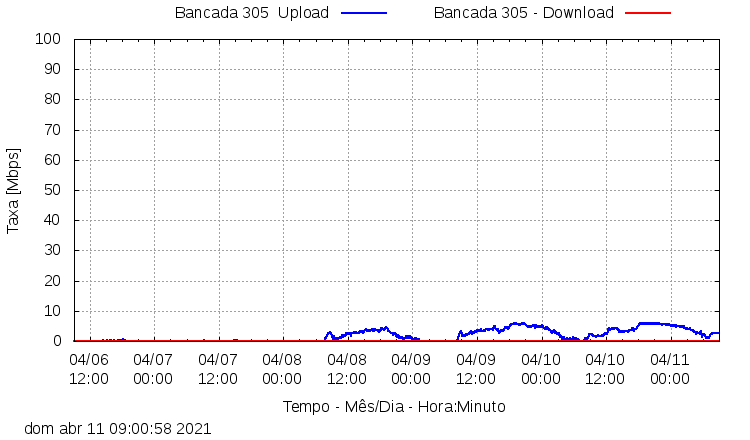 Bancada 305  Upload
Bancada 305 - Download
100
90
80
70
60
50
40
30
20
10
0
Taxa [Mbps]
04/06 04/07 04/07 04/08 04/08 04/09 04/09 04/10 04/10 04/11
12:00 00:00 12:00 00:00 12:00 00:00 12:00 00:00 12:00 00:00
Tempo - Mês/Dia - Hora:Minuto
dom abr 11 09:00:58 2021